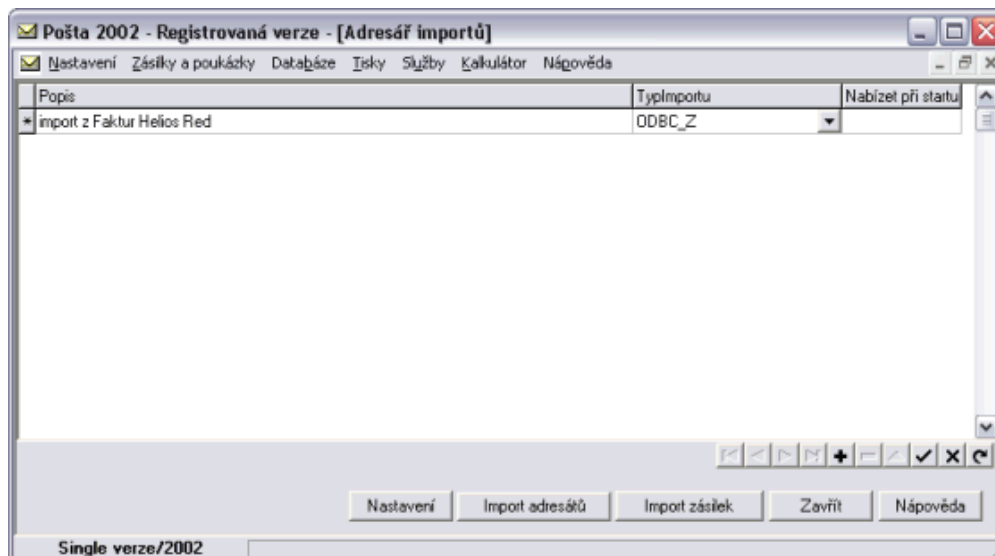 Pošta 2002 - Registrovaná verze - [Adresář importů]
Nastavení Zásilky a poukázky Databáze Tisky Služby Kalkulátor Nápověda
Popis TypImportu Nabízet při startu
import z Faktur Helios Red ODBC_Z
Nastavení Import adresátů Import zásilek Zavřít Nápověda
Single verze/2002